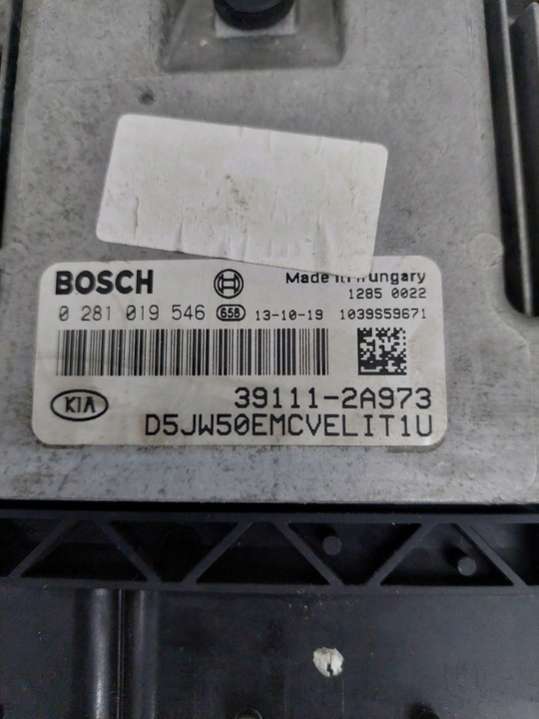 BOSCH
Made in Hungary
1285 0022
0 281 019 546 658 13-10-19 1039S59671
KIA
39111-2A973
D5JW50EMCVELIT1U